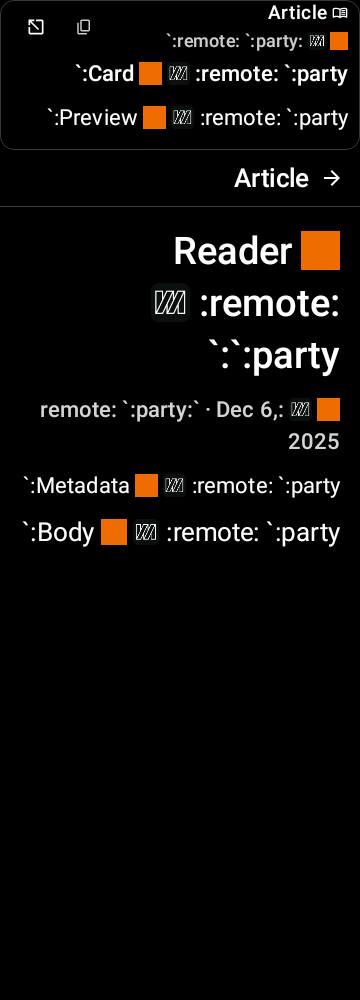 Article
`:remote: `:party:
`:Card :remote: `:party
`:Preview :remote: `:party
Article
Reader
:remote:
`:`:party
remote: `:party:` · Dec 6,:
2025
`:Metadata :remote: `:party
`:Body :remote: `:party